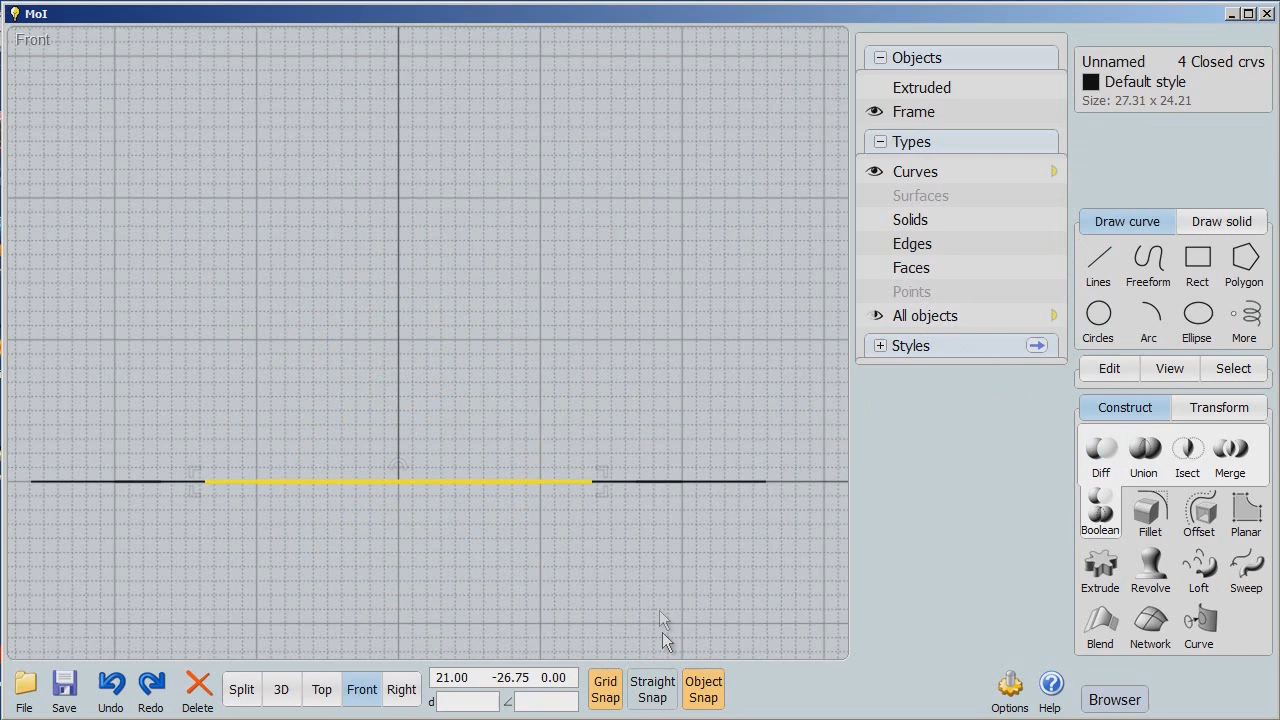 MoI
Front
Objects
Extruded
Frame
Types
Curves
Surfaces
Solids
Edges
Faces
Points
All objects
Styles
Unnamed 4 Closed crvs
Default style
Size: 27.31 x 24.21
Draw curve Draw solid
Lines Freeform Rect Polygon
Circles Arc Ellipse More
Edit View Select
Construct Transform
Diff Union Isect Merge
Boolean Fillet Offset Planar
Extrude Revolve Loft Sweep
Blend Network Curve
File Save Undo Redo Delete
Split 3D Top Front Right
21.00 -26.75 0.00
d
Grid Snap
Straight Snap
Object Snap
Options Help
Browser